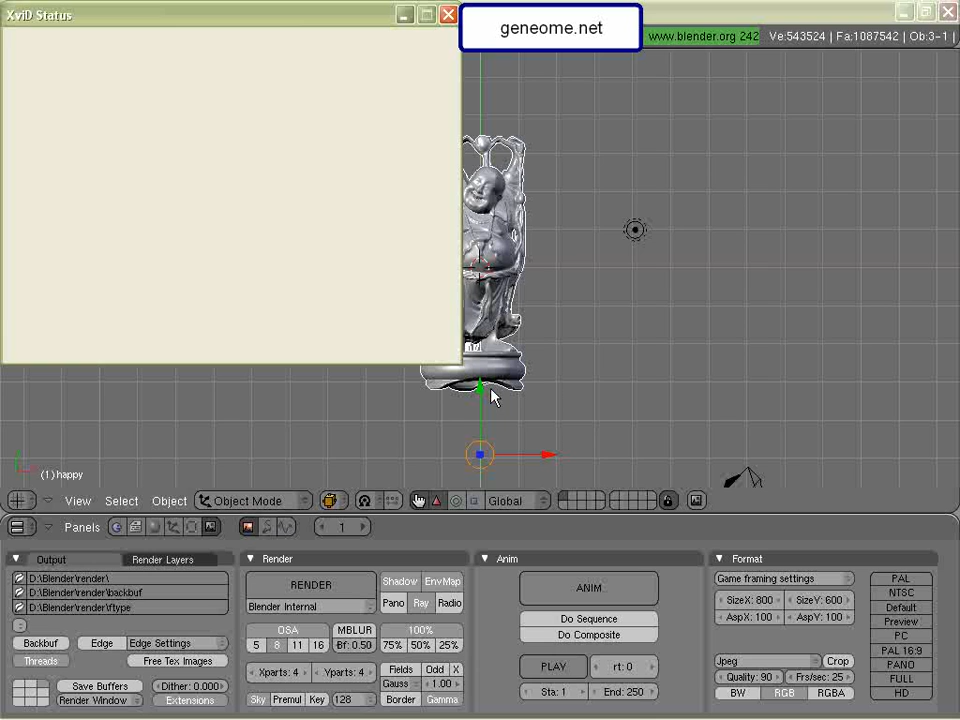 XviD Status
geneome.net
www.blender.org 242
Ve:543524 | Fa:1087542 | Ob:3-1 |
(1) happy
View Select Object Object Mode Global
Panels 1
Output Render Layers
D:\Blender\render\
D:\Blender\render\backbuf
D:\Blender\render\ftype
Backbuf Edge Edge Settings
Threads Free Tex Images
Save Buffers Dither: 0.000
Render Window Extensions
Render
RENDER
Blender Internal
Shadow EnvMap
Pano Ray Radio
OSA MBLUR 100%
5 8 11 16 Bf: 0.50 75% 50% 25%
Xparts: 4 Yparts: 4 Fields Odd X
Gauss 1.00
Sky Premul Key 128 Border Gamma
Anim
ANIM
Do Sequence
Do Composite
PLAY rt: 0
Sta: 1 End: 250
Format
Game framing settings
SizeX: 800 SizeY: 600
AspX: 100 AspY: 100
Jpeg Crop
Quality: 90 Frs/sec: 25
BW RGB RGBA
PAL
NTSC
Default
Preview
PC
PAL 16:9
PANO
FULL
HD